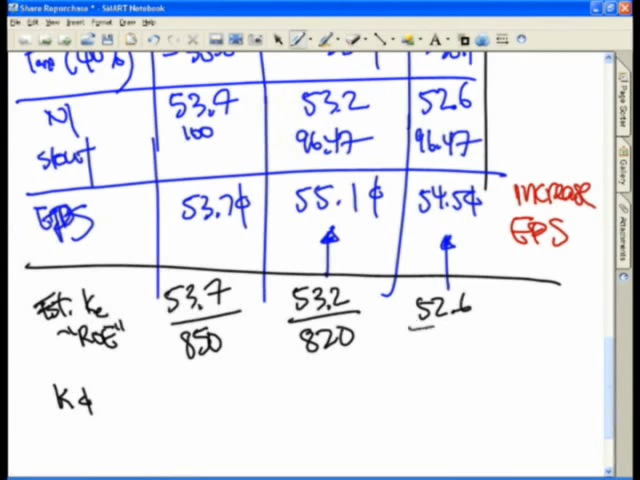 Share Repurchase * - SMART Notebook
File Edit View Insert Format Draw Help
(40%)
NI 53.7 53.2 52.6
100 96.47 96.47
EPS 53.7¢ 55.1¢ 54.5¢
Increase
EPS
Est. Ke 53.7 53.2 52.6
"ROE" 850 820
K ¢
Page Sorter
Gallery
Attachments